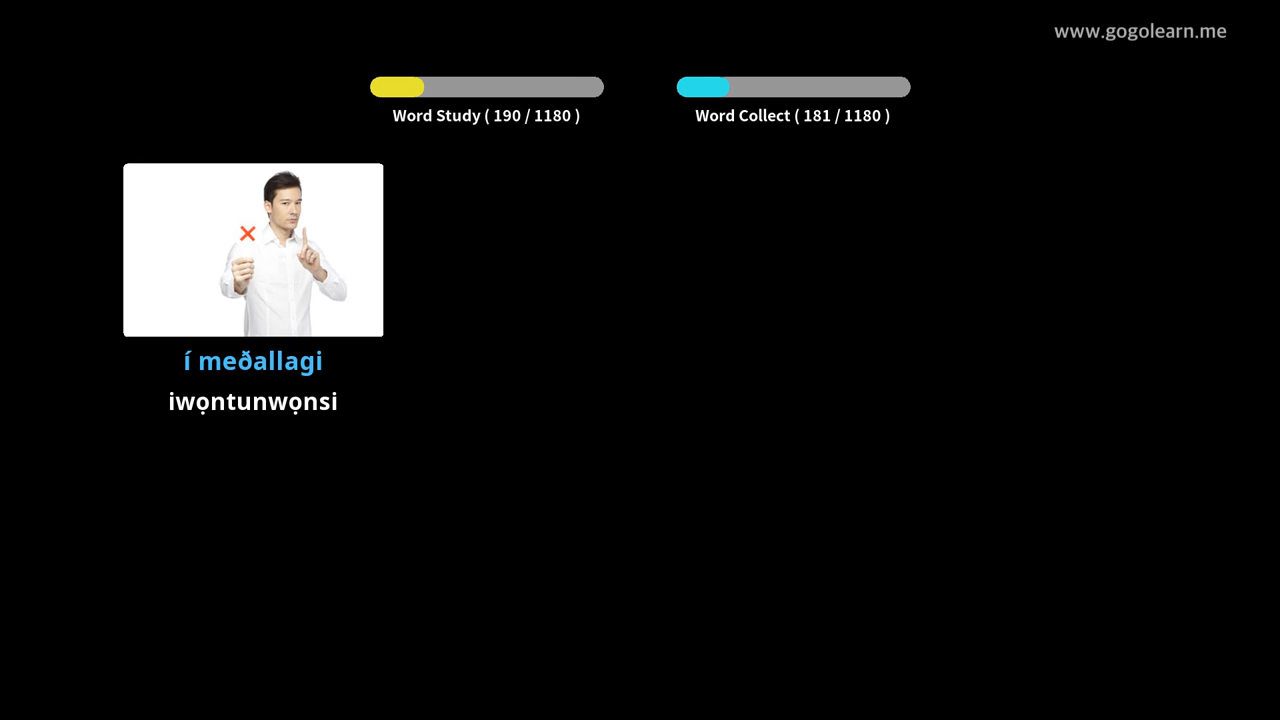 www.gogolearn.me
Word Study ( 190 / 1180 )
Word Collect ( 181 / 1180 )
í meðallagi
iwọntunwọnsi